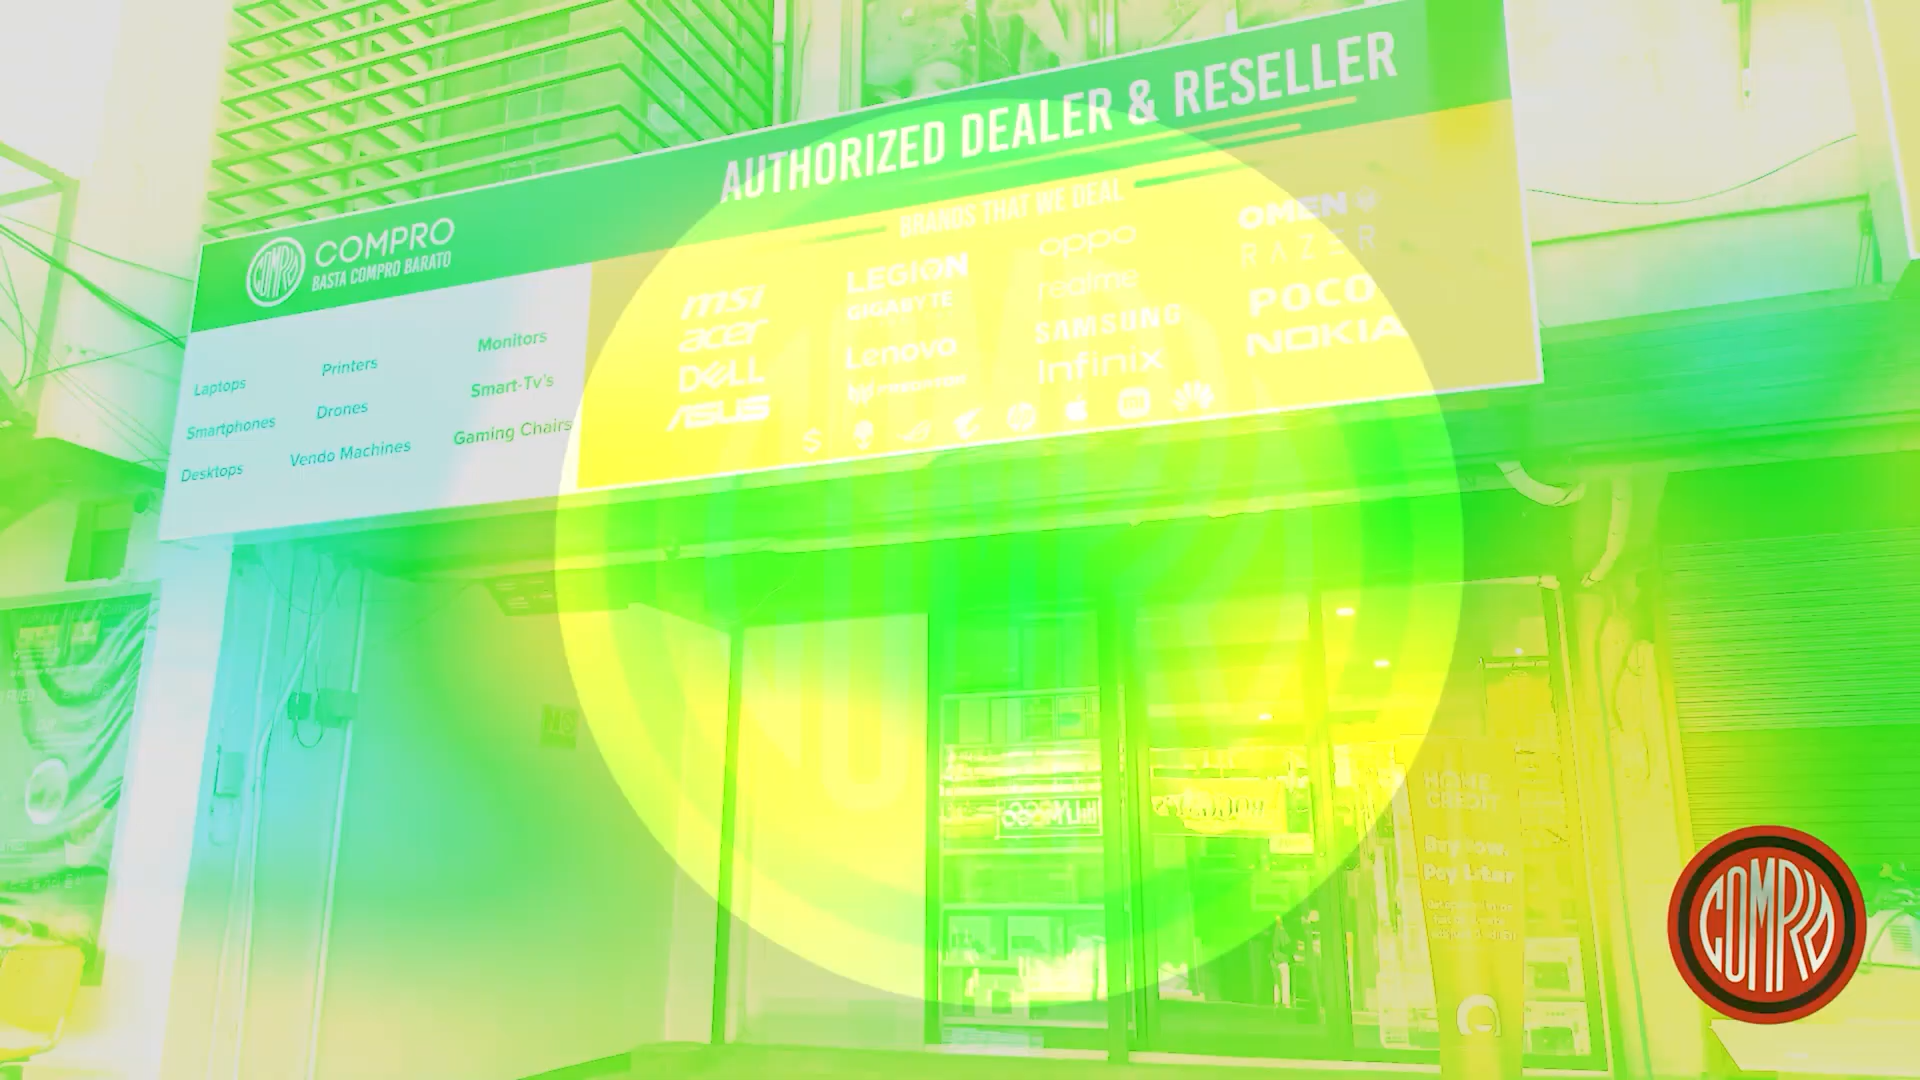 AUTHORIZED DEALER & RESELLER
COMPRO
COMPRO
BASTA COMPRO BARATO
BRANDS THAT WE DEAL
Laptops
Smartphones
Desktops
Printers
Drones
Vendo Machines
Monitors
Smart-Tv's
Gaming Chairs
msi
acer
DELL
ASUS
LEGION
GIGABYTE
Lenovo
PREDATOR
oppo
realme
SAMSUNG
Infinix
OMEN
RAZER
POCO
NOKIA
HOME
CREDIT
Buy now.
Pay later
COMPRO